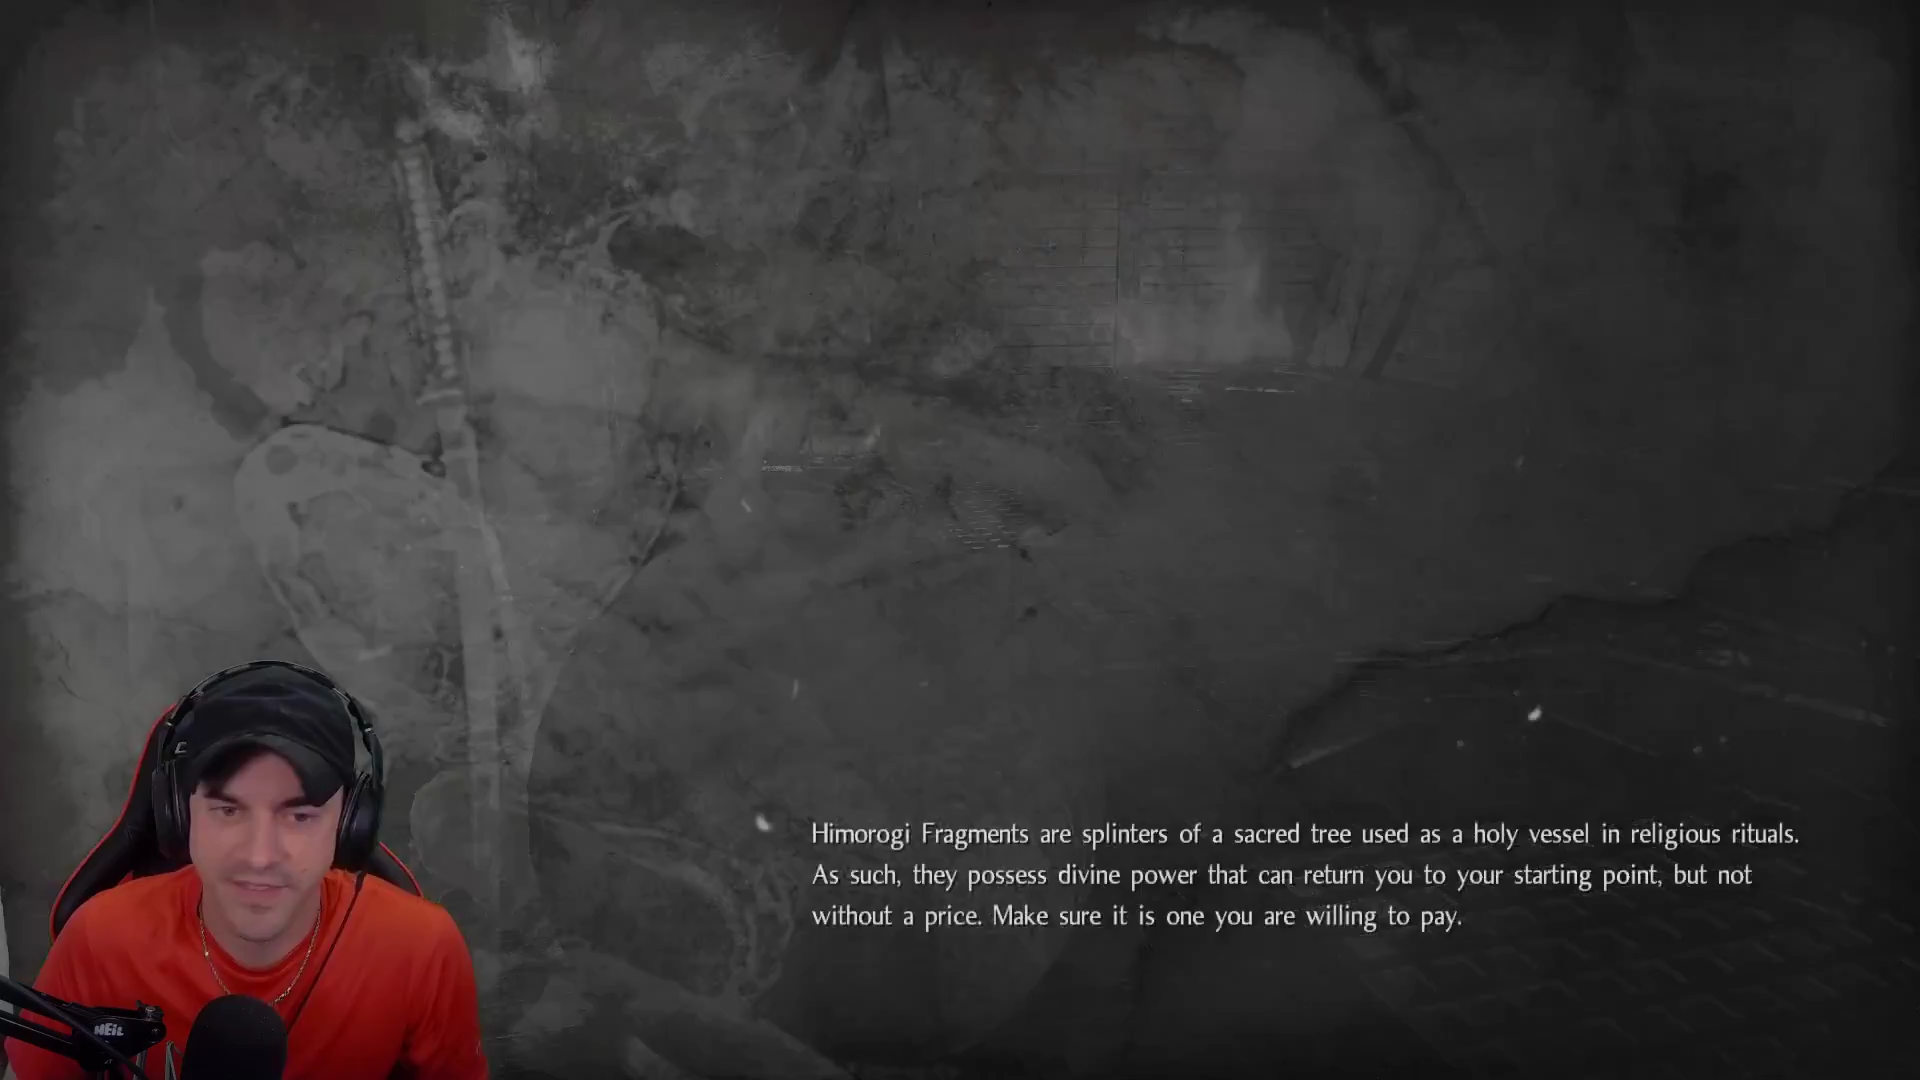 Himorogi Fragments are splinters of a sacred tree used as a holy vessel in religious rituals.
As such, they possess divine power that can return you to your starting point, but not
without a price. Make sure it is one you are willing to pay.
HEiL